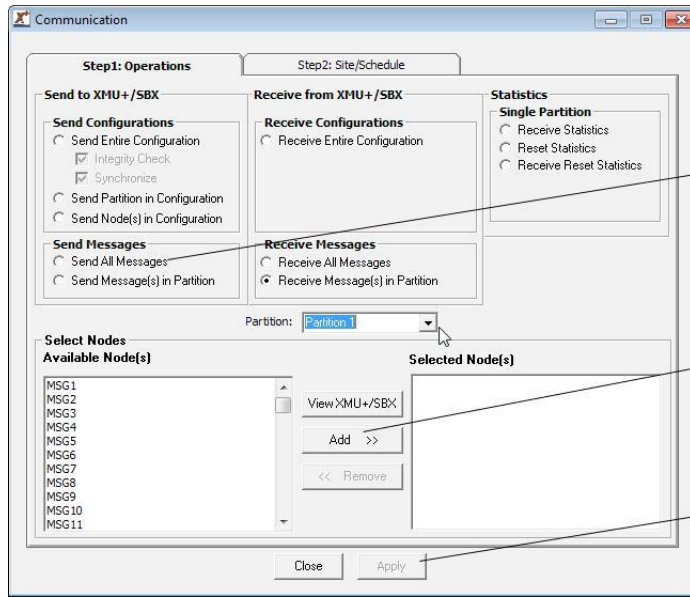 Communication
Step1: Operations
Step2: Site/Schedule
Send to XMU+/SBX
Send Configurations
Send Entire Configuration
Integrity Check
Synchronize
Send Partition in Configuration
Send Node(s) in Configuration
Send Messages
Send All Messages
Send Message(s) in Partition
Receive from XMU+/SBX
Receive Configurations
Receive Entire Configuration
Receive Messages
Receive All Messages
Receive Message(s) in Partition
Statistics
Single Partition
Receive Statistics
Reset Statistics
Receive Reset Statistics
Partition: Partition 1
Select Nodes
Available Node(s)
MSG1
MSG2
MSG3
MSG4
MSG5
MSG6
MSG7
MSG8
MSG9
MSG10
MSG11
View XMU+/SBX
Add >>
<< Remove
Selected Node(s)
Close
Apply